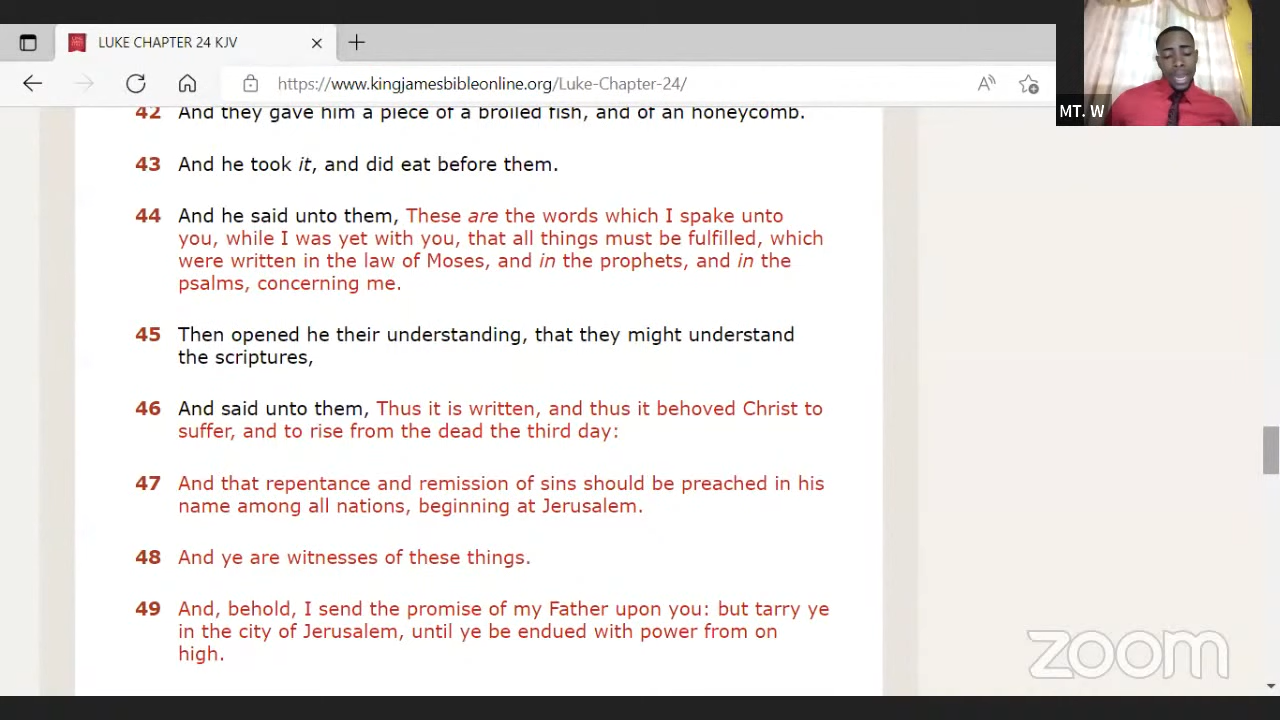 LUKE CHAPTER 24 KJV
https://www.kingjamesbibleonline.org/Luke-Chapter-24/
MT. W
42 And they gave him a piece of a broiled fish, and of an honeycomb.
43 And he took it, and did eat before them.
44 And he said unto them, These are the words which I spake unto
you, while I was yet with you, that all things must be fulfilled, which
were written in the law of Moses, and in the prophets, and in the
psalms, concerning me.
45 Then opened he their understanding, that they might understand
the scriptures,
46 And said unto them, Thus it is written, and thus it behoved Christ to
suffer, and to rise from the dead the third day:
47 And that repentance and remission of sins should be preached in his
name among all nations, beginning at Jerusalem.
48 And ye are witnesses of these things.
49 And, behold, I send the promise of my Father upon you: but tarry ye
in the city of Jerusalem, until ye be endued with power from on
high.
zoom